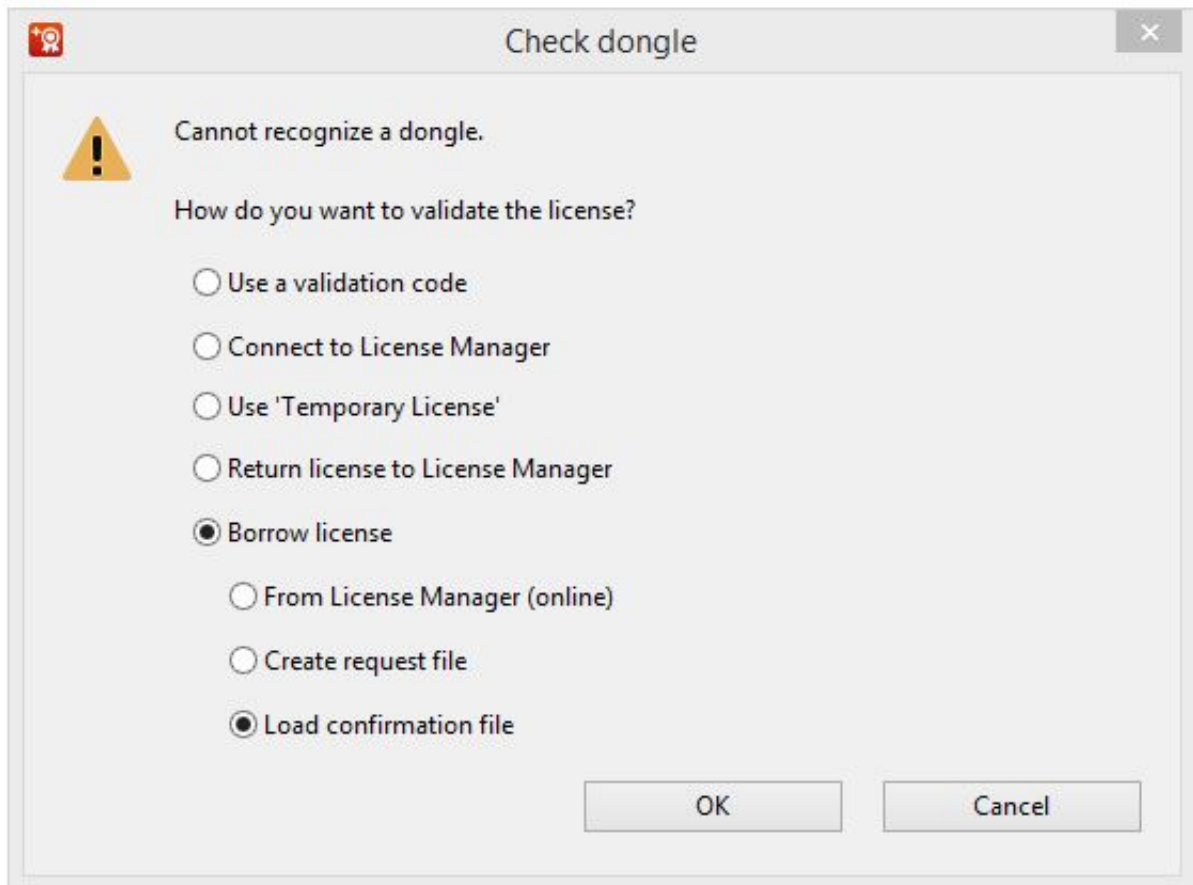 Check dongle
Cannot recognize a dongle.
How do you want to validate the license?
Use a validation code
Connect to License Manager
Use 'Temporary License'
Return license to License Manager
Borrow license
From License Manager (online)
Create request file
Load confirmation file
OK Cancel